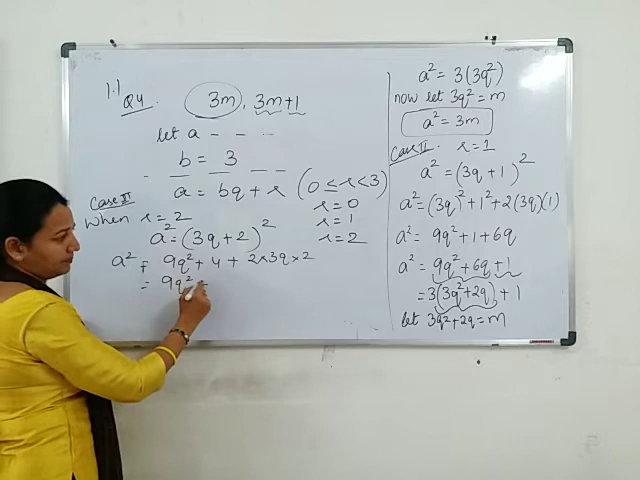 1.1 Q4. 3m, 3m+1
let a - - -
b = 3
a = bq + r (0 ≤ r < 3)
r = 0
r = 1
r = 2
Case III
When r = 2
a² = (3q + 2)²
a² = 9q² + 4 + 2×3q×2
= 9q²
a² = 3(3q²)
now let 3q² = m
a² = 3m
Case II. r = 1
a² = (3q + 1)²
a² = (3q)² + 1² + 2(3q)(1)
a² = 9q² + 1 + 6q
a² = 9q² + 6q + 1
= 3(3q² + 2q) + 1
let 3q² + 2q = m